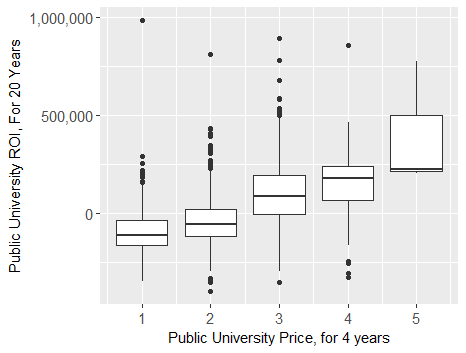 1,000,000
500,000
0
Public University ROI, For 20 Years
1 2 3 4 5
Public University Price, for 4 years